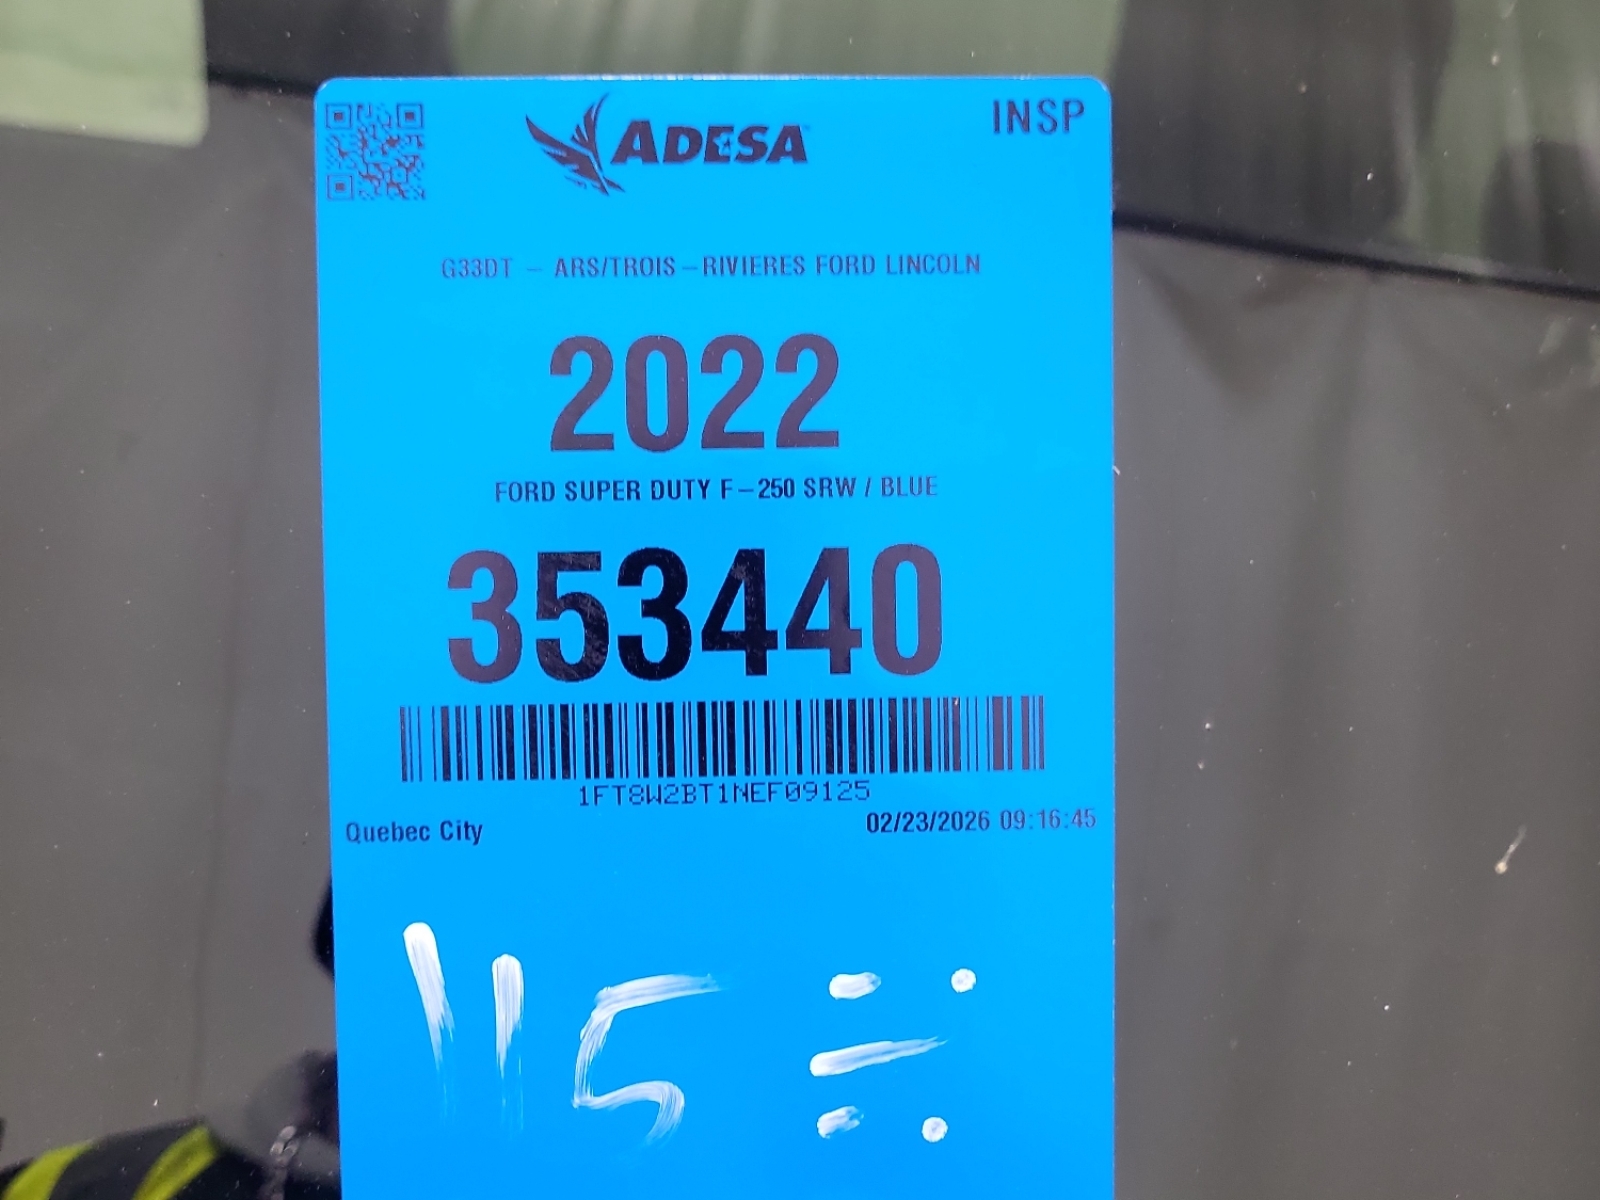 ADESA
INSP
G33DT - ARS/TROIS-RIVIERES FORD LINCOLN
2022
FORD SUPER DUTY F-250 SRW / BLUE
353440
1FT8W2BT1NEF09125
Quebec City 02/23/2026 09:16:45
115